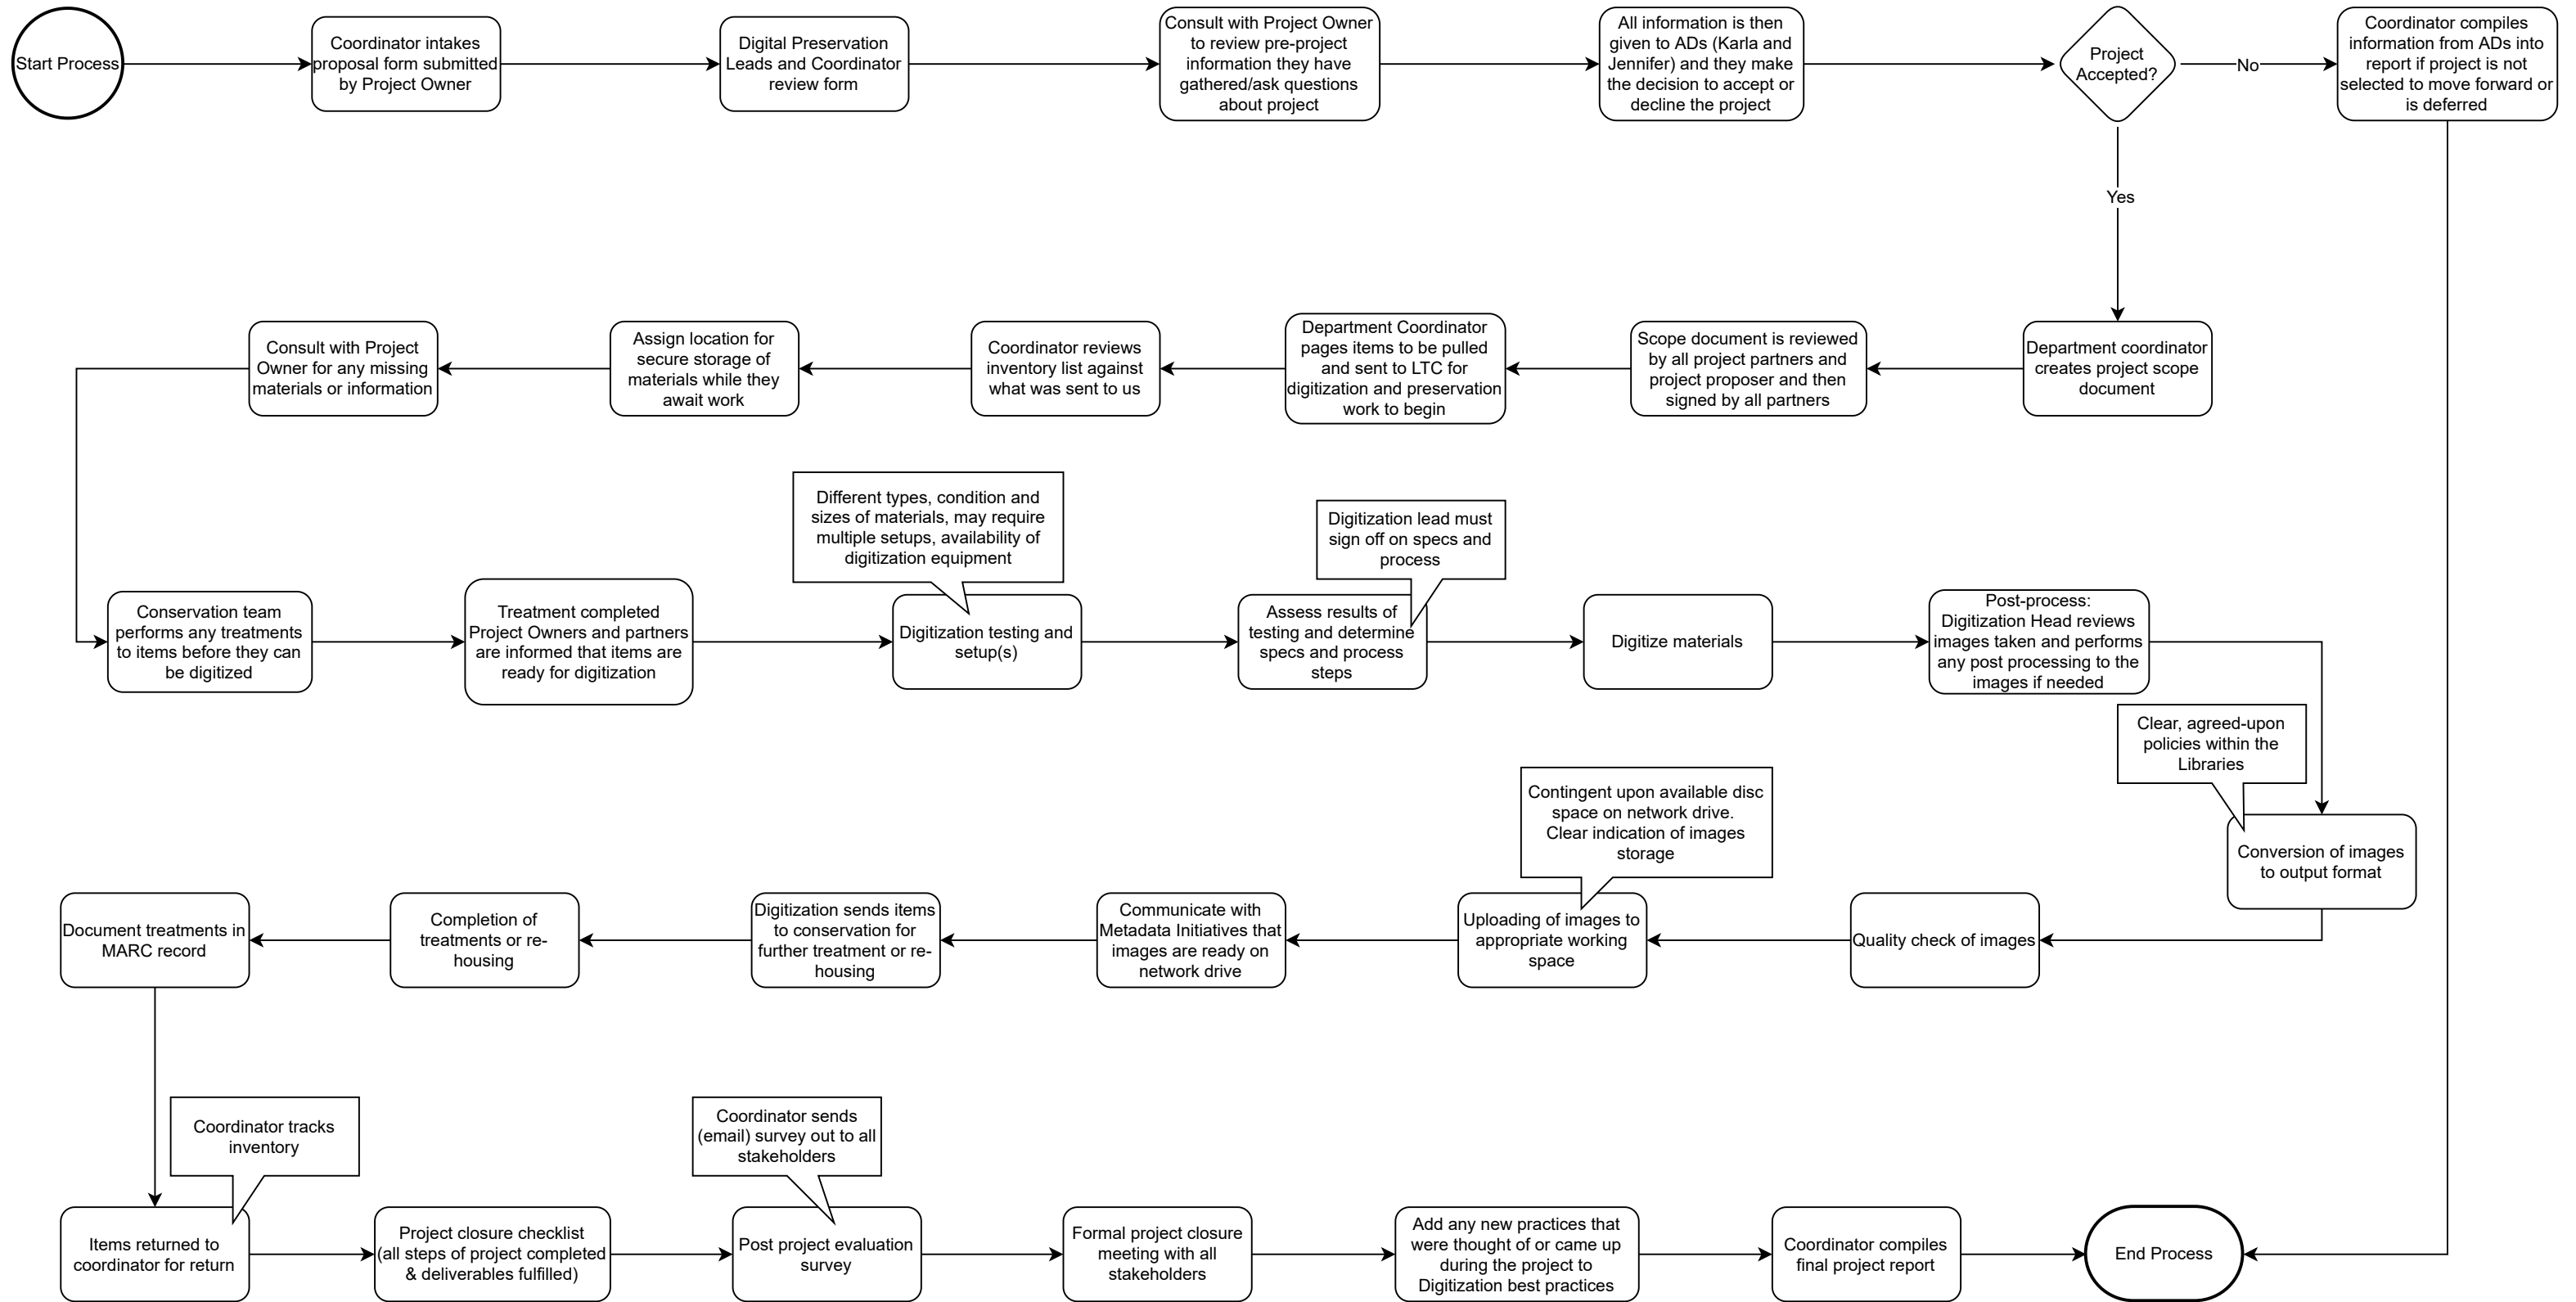 Start Process
Coordinator intakes
proposal form submitted
by Project Owner
Digital Preservation
Leads and Coordinator
review form
Consult with Project Owner
to review pre-project
information they have
gathered/ask questions
about project
All information is then
given to ADs (Karla and
Jennifer) and they make
the decision to accept or
decline the project
Project
Accepted?
No
Coordinator compiles
information from ADs into
report if project is not
selected to move forward or
is deferred
Yes
Department coordinator
creates project scope
document
Scope document is reviewed
by all project partners and
project proposer and then
signed by all partners
Department Coordinator
pages items to be pulled
and sent to LTC for
digitization and preservation
work to begin
Coordinator reviews
inventory list against
what was sent to us
Assign location for
secure storage of
materials while they
await work
Consult with Project
Owner for any missing
materials or information
Conservation team
performs any treatments
to items before they can
be digitized
Treatment completed
Project Owners and partners
are informed that items are
ready for digitization
Different types, condition and
sizes of materials, may require
multiple setups, availability of
digitization equipment
Digitization testing and
setup(s)
Digitization lead must
sign off on specs and
process
Assess results of
testing and determine
specs and process
steps
Digitize materials
Post-process:
Digitization Head reviews
images taken and performs
any post processing to the
images if needed
Clear, agreed-upon
policies within the
Libraries
Conversion of images
to output format
Quality check of images
Contingent upon available disc
space on network drive.
Clear indication of images
storage
Uploading of images to
appropriate working
space
Communicate with
Metadata Initiatives that
images are ready on
network drive
Digitization sends items
to conservation for
further treatment or re-
housing
Completion of
treatments or re-
housing
Document treatments in
MARC record
Coordinator tracks
inventory
Items returned to
coordinator for return
Project closure checklist
(all steps of project completed
& deliverables fulfilled)
Coordinator sends
(email) survey out to all
stakeholders
Post project evaluation
survey
Formal project closure
meeting with all
stakeholders
Add any new practices that
were thought of or came up
during the project to
Digitization best practices
Coordinator compiles
final project report
End Process